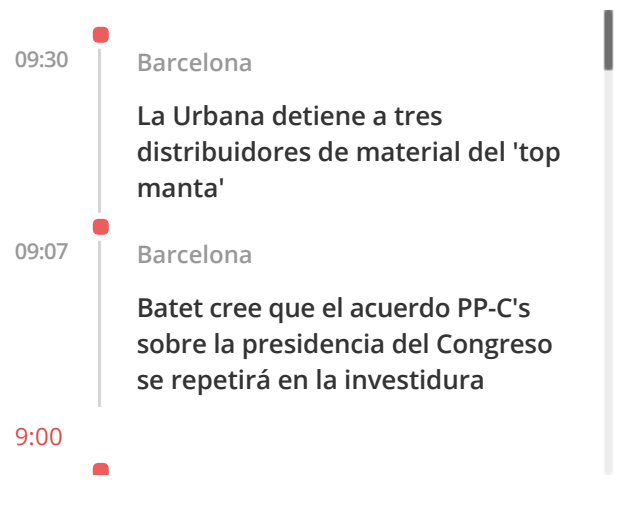 09:30
Barcelona
La Urbana detiene a tres
distribuidores de material del 'top
manta'
09:07
Barcelona
Batet cree que el acuerdo PP-C's
sobre la presidencia del Congreso
se repetirá en la investidura
9:00